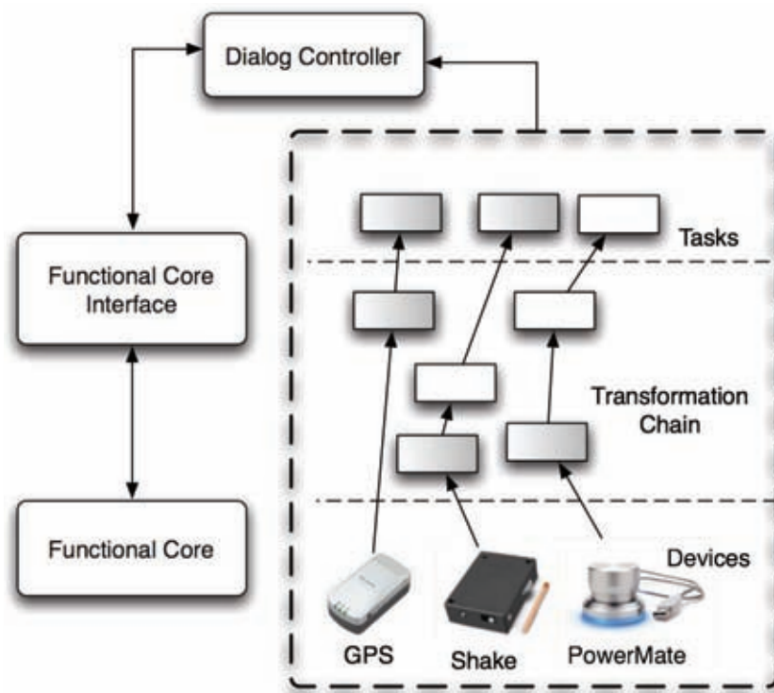 Dialog Controller
Functional Core
Interface
Functional Core
Tasks
Transformation
Chain
Devices
GPS
Shake
PowerMate